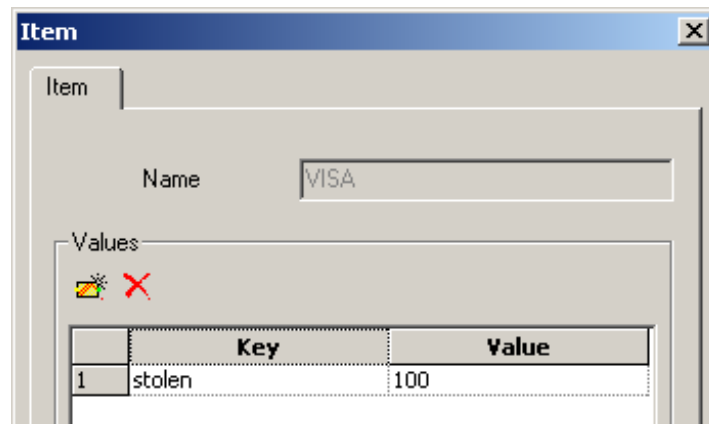 Item
Item
Name VISA
Values
Key Value
1 stolen 100